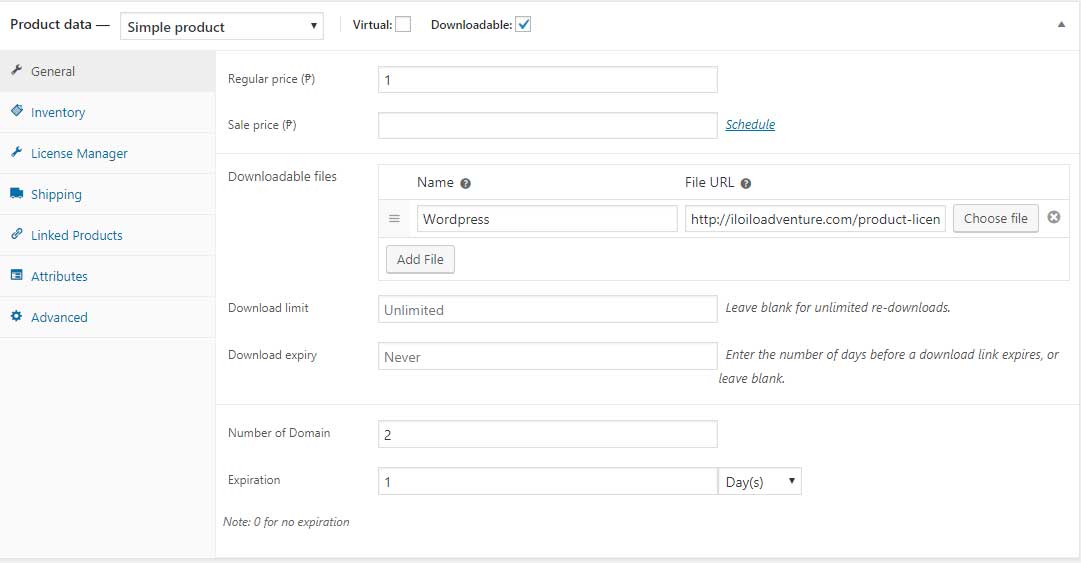 Product data — Simple product Virtual: Downloadable:
General
Inventory
License Manager
Shipping
Linked Products
Attributes
Advanced
Regular price (₱) 1
Sale price (₱) Schedule
Downloadable files
Name File URL
Wordpress http://iloiloadventure.com/product-licen Choose file
Add File
Download limit Unlimited Leave blank for unlimited re-downloads.
Download expiry Never Enter the number of days before a download link expires, or
leave blank.
Number of Domain 2
Expiration 1 Day(s)
Note: 0 for no expiration